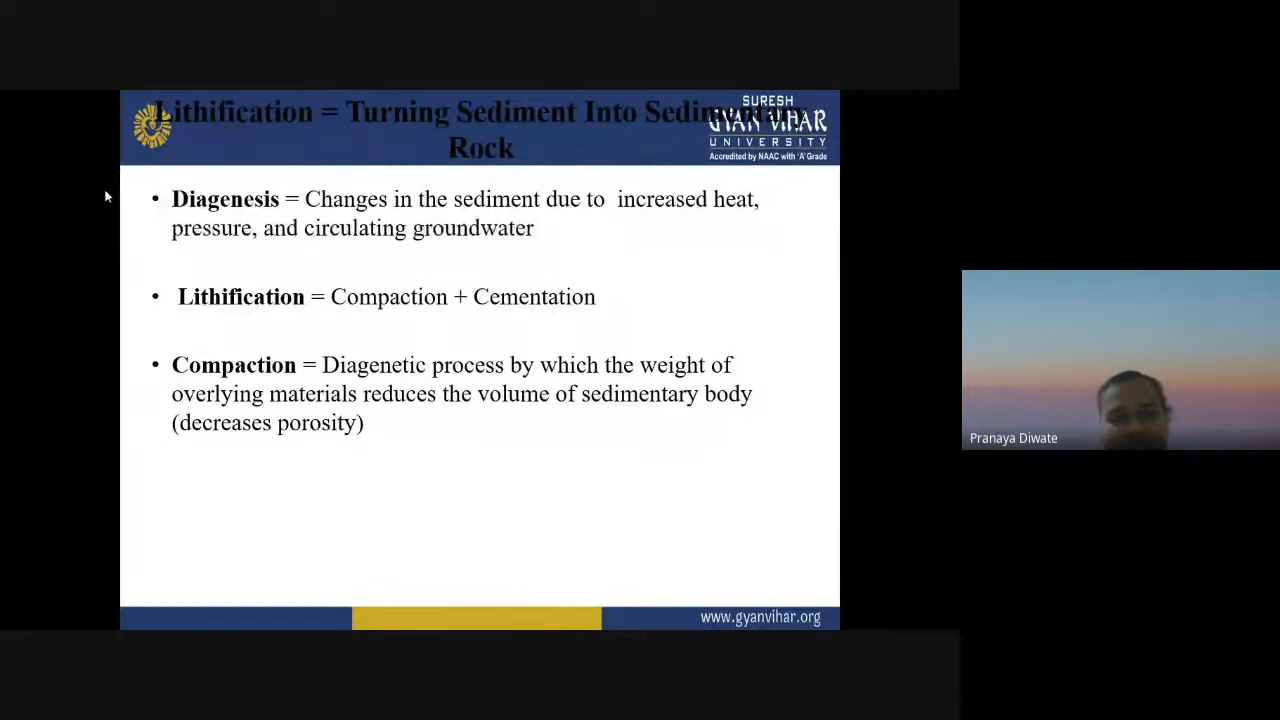 Lithification = Turning Sediment Into Sedimentary
Rock
SURESH
GYAN VIHAR
UNIVERSITY
Accredited by NAAC with 'A' Grade
• Diagenesis = Changes in the sediment due to increased heat,
pressure, and circulating groundwater
• Lithification = Compaction + Cementation
• Compaction = Diagenetic process by which the weight of
overlying materials reduces the volume of sedimentary body
(decreases porosity)
Pranaya Diwate
www.gyanvihar.org